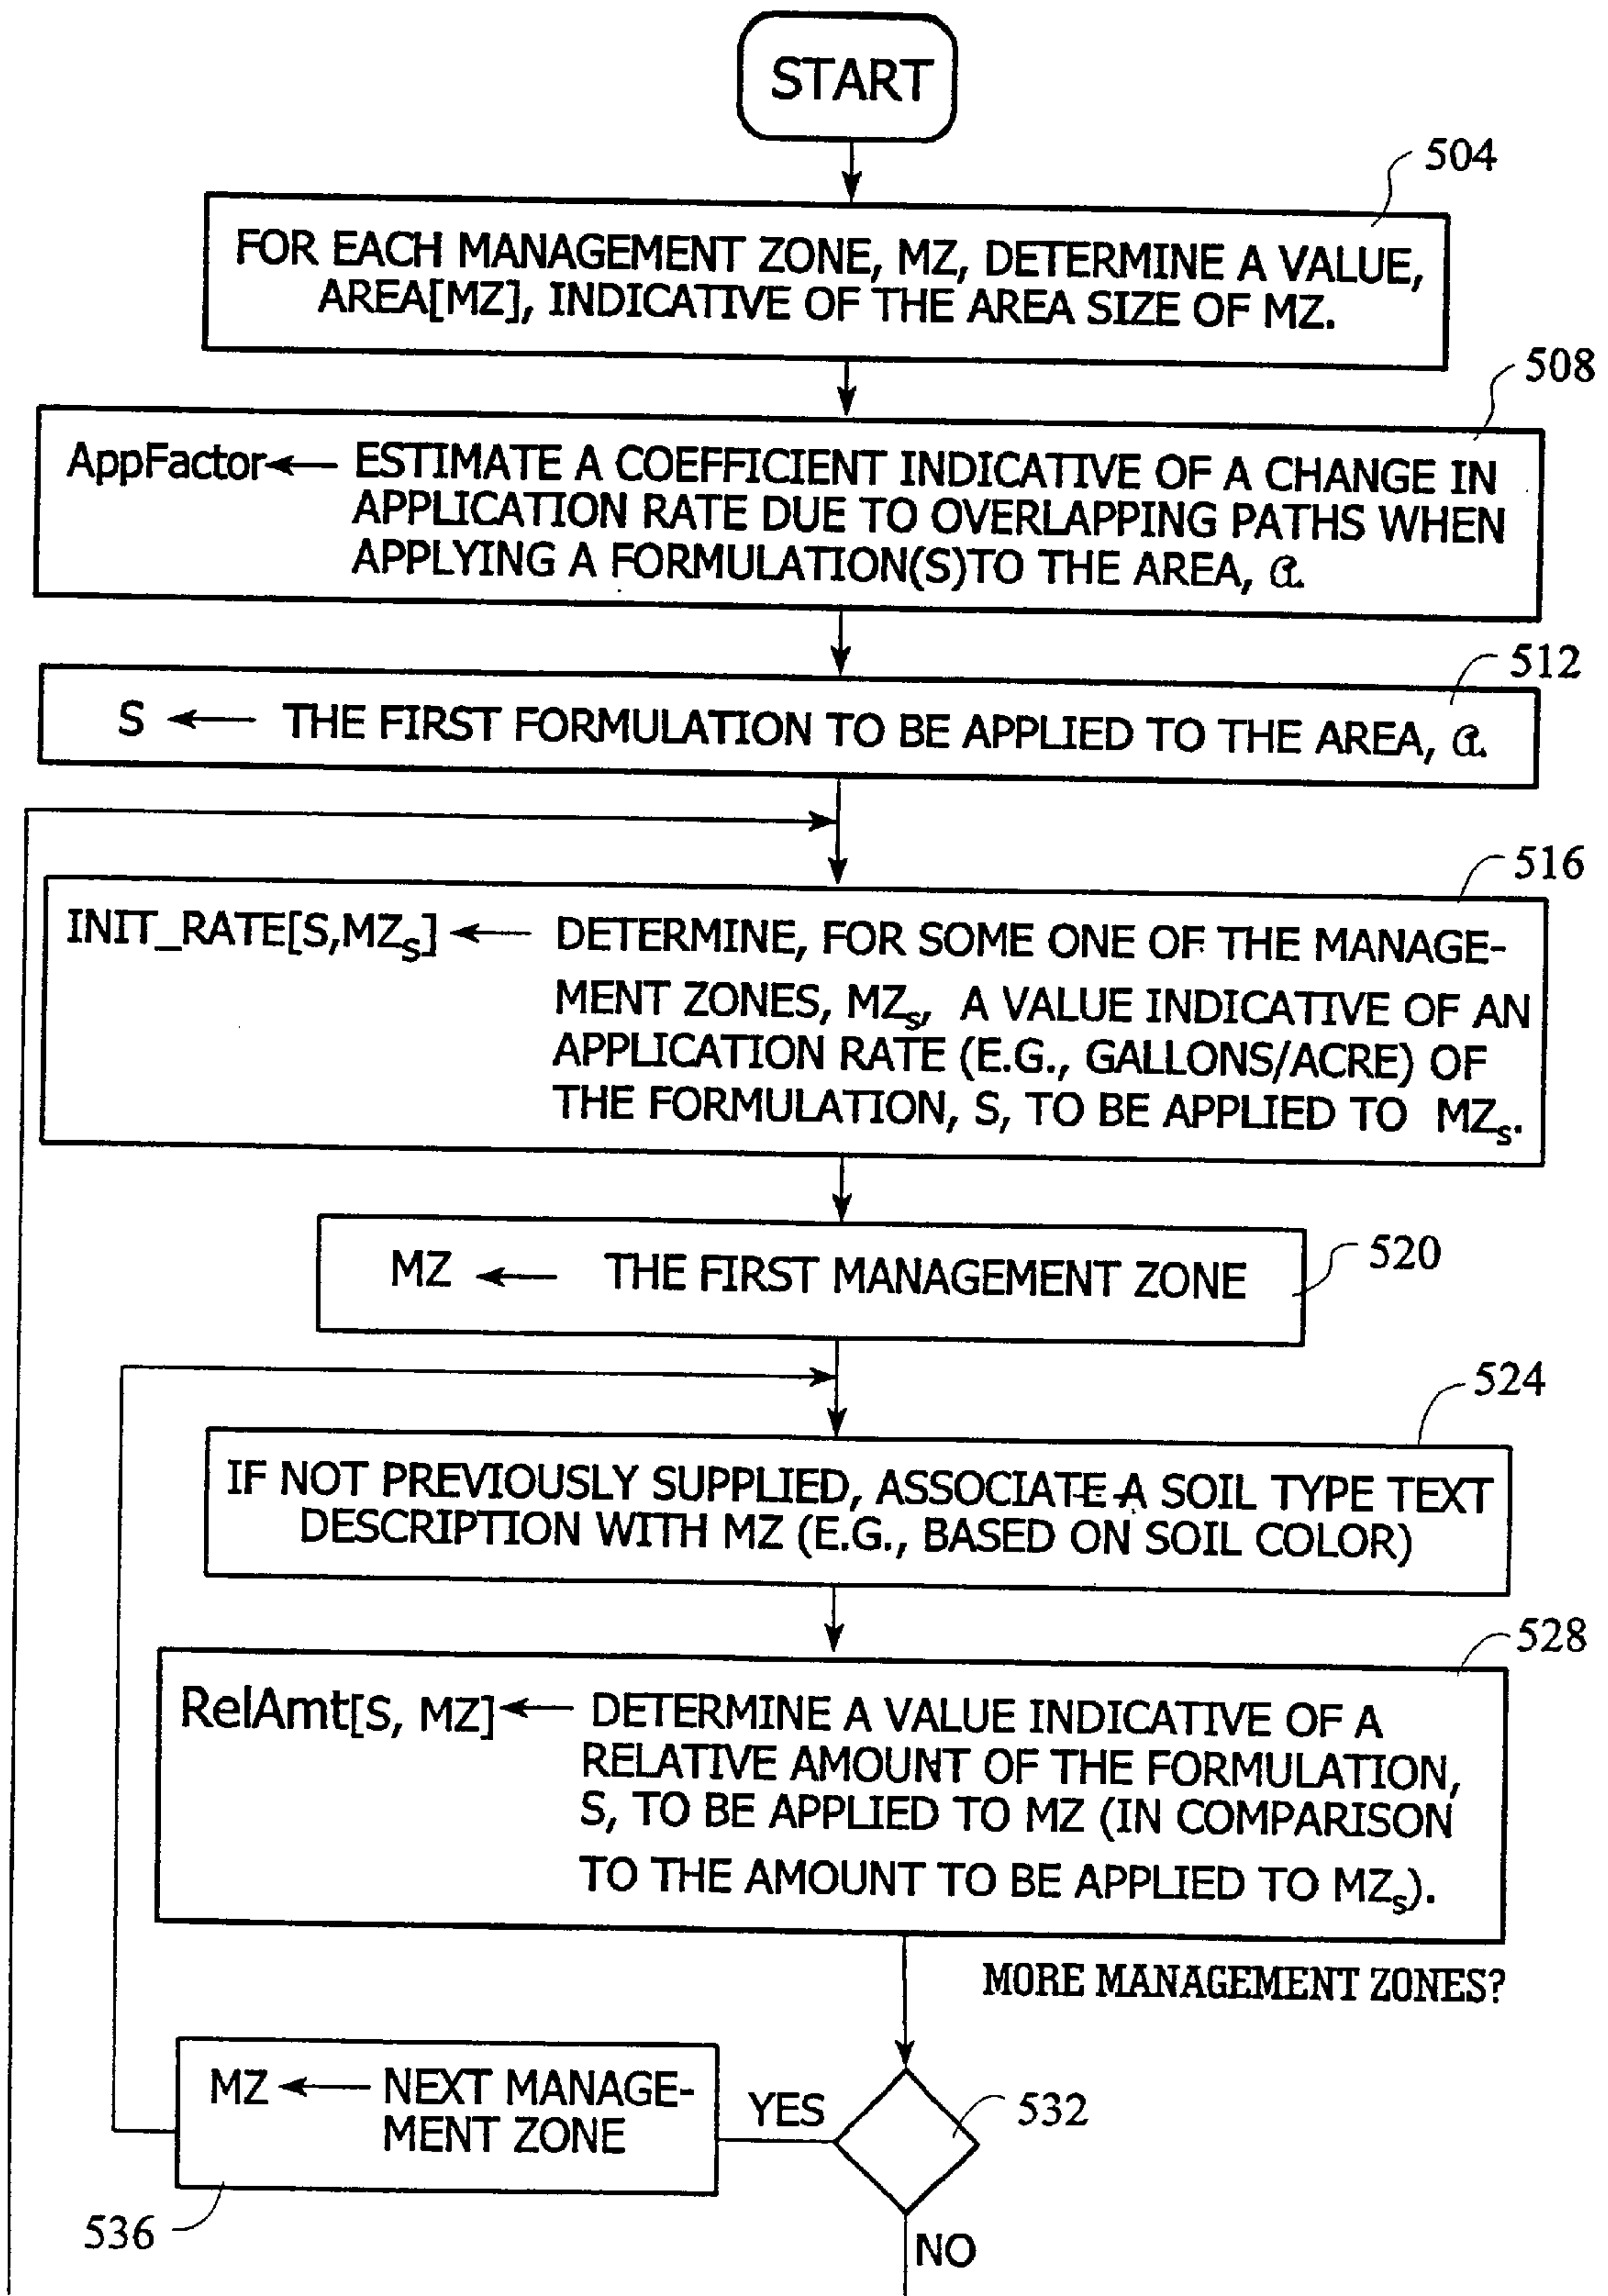 START
504
FOR EACH MANAGEMENT ZONE, MZ, DETERMINE A VALUE,
AREA[MZ], INDICATIVE OF THE AREA SIZE OF MZ.
508
AppFactor← ESTIMATE A COEFFICIENT INDICATIVE OF A CHANGE IN
APPLICATION RATE DUE TO OVERLAPPING PATHS WHEN
APPLYING A FORMULATION(S)TO THE AREA, a.
512
S ← THE FIRST FORMULATION TO BE APPLIED TO THE AREA, a.
516
INIT_RATE[S,MZs] ← DETERMINE, FOR SOME ONE OF THE MANAGE-
MENT ZONES, MZs, A VALUE INDICATIVE OF AN
APPLICATION RATE (E.G., GALLONS/ACRE) OF
THE FORMULATION, S, TO BE APPLIED TO MZs.
MZ ← THE FIRST MANAGEMENT ZONE
520
524
IF NOT PREVIOUSLY SUPPLIED, ASSOCIATE A SOIL TYPE TEXT
DESCRIPTION WITH MZ (E.G., BASED ON SOIL COLOR)
528
RelAmt[S, MZ]← DETERMINE A VALUE INDICATIVE OF A
RELATIVE AMOUNT OF THE FORMULATION,
S, TO BE APPLIED TO MZ (IN COMPARISON
TO THE AMOUNT TO BE APPLIED TO MZs).
MORE MANAGEMENT ZONES?
MZ← NEXT MANAGE-
MENT ZONE
YES
532
536
NO